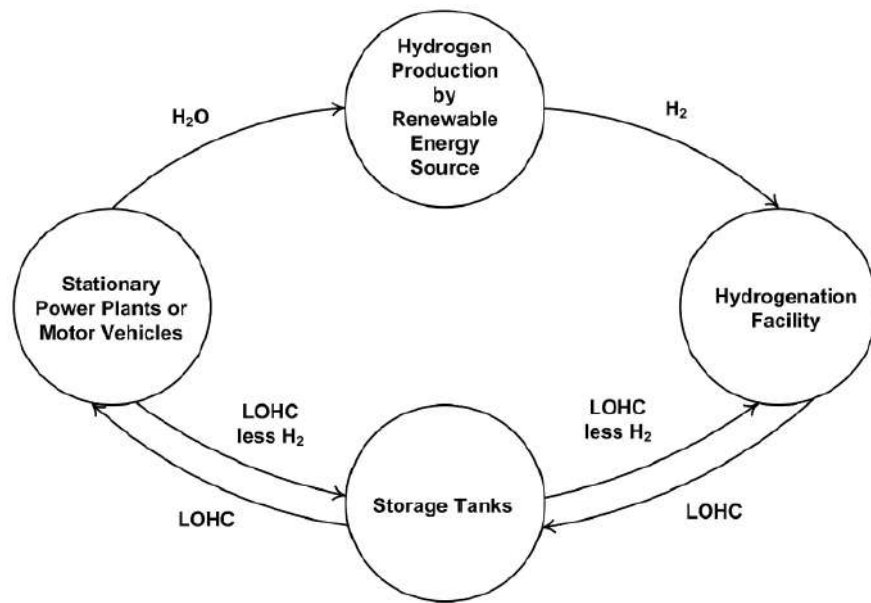 Hydrogen
Production
by
Renewable
Energy
Source
H₂O
H₂
Stationary
Power Plants or
Motor Vehicles
Hydrogenation
Facility
LOHC
less H₂
LOHC
less H₂
Storage Tanks
LOHC
LOHC